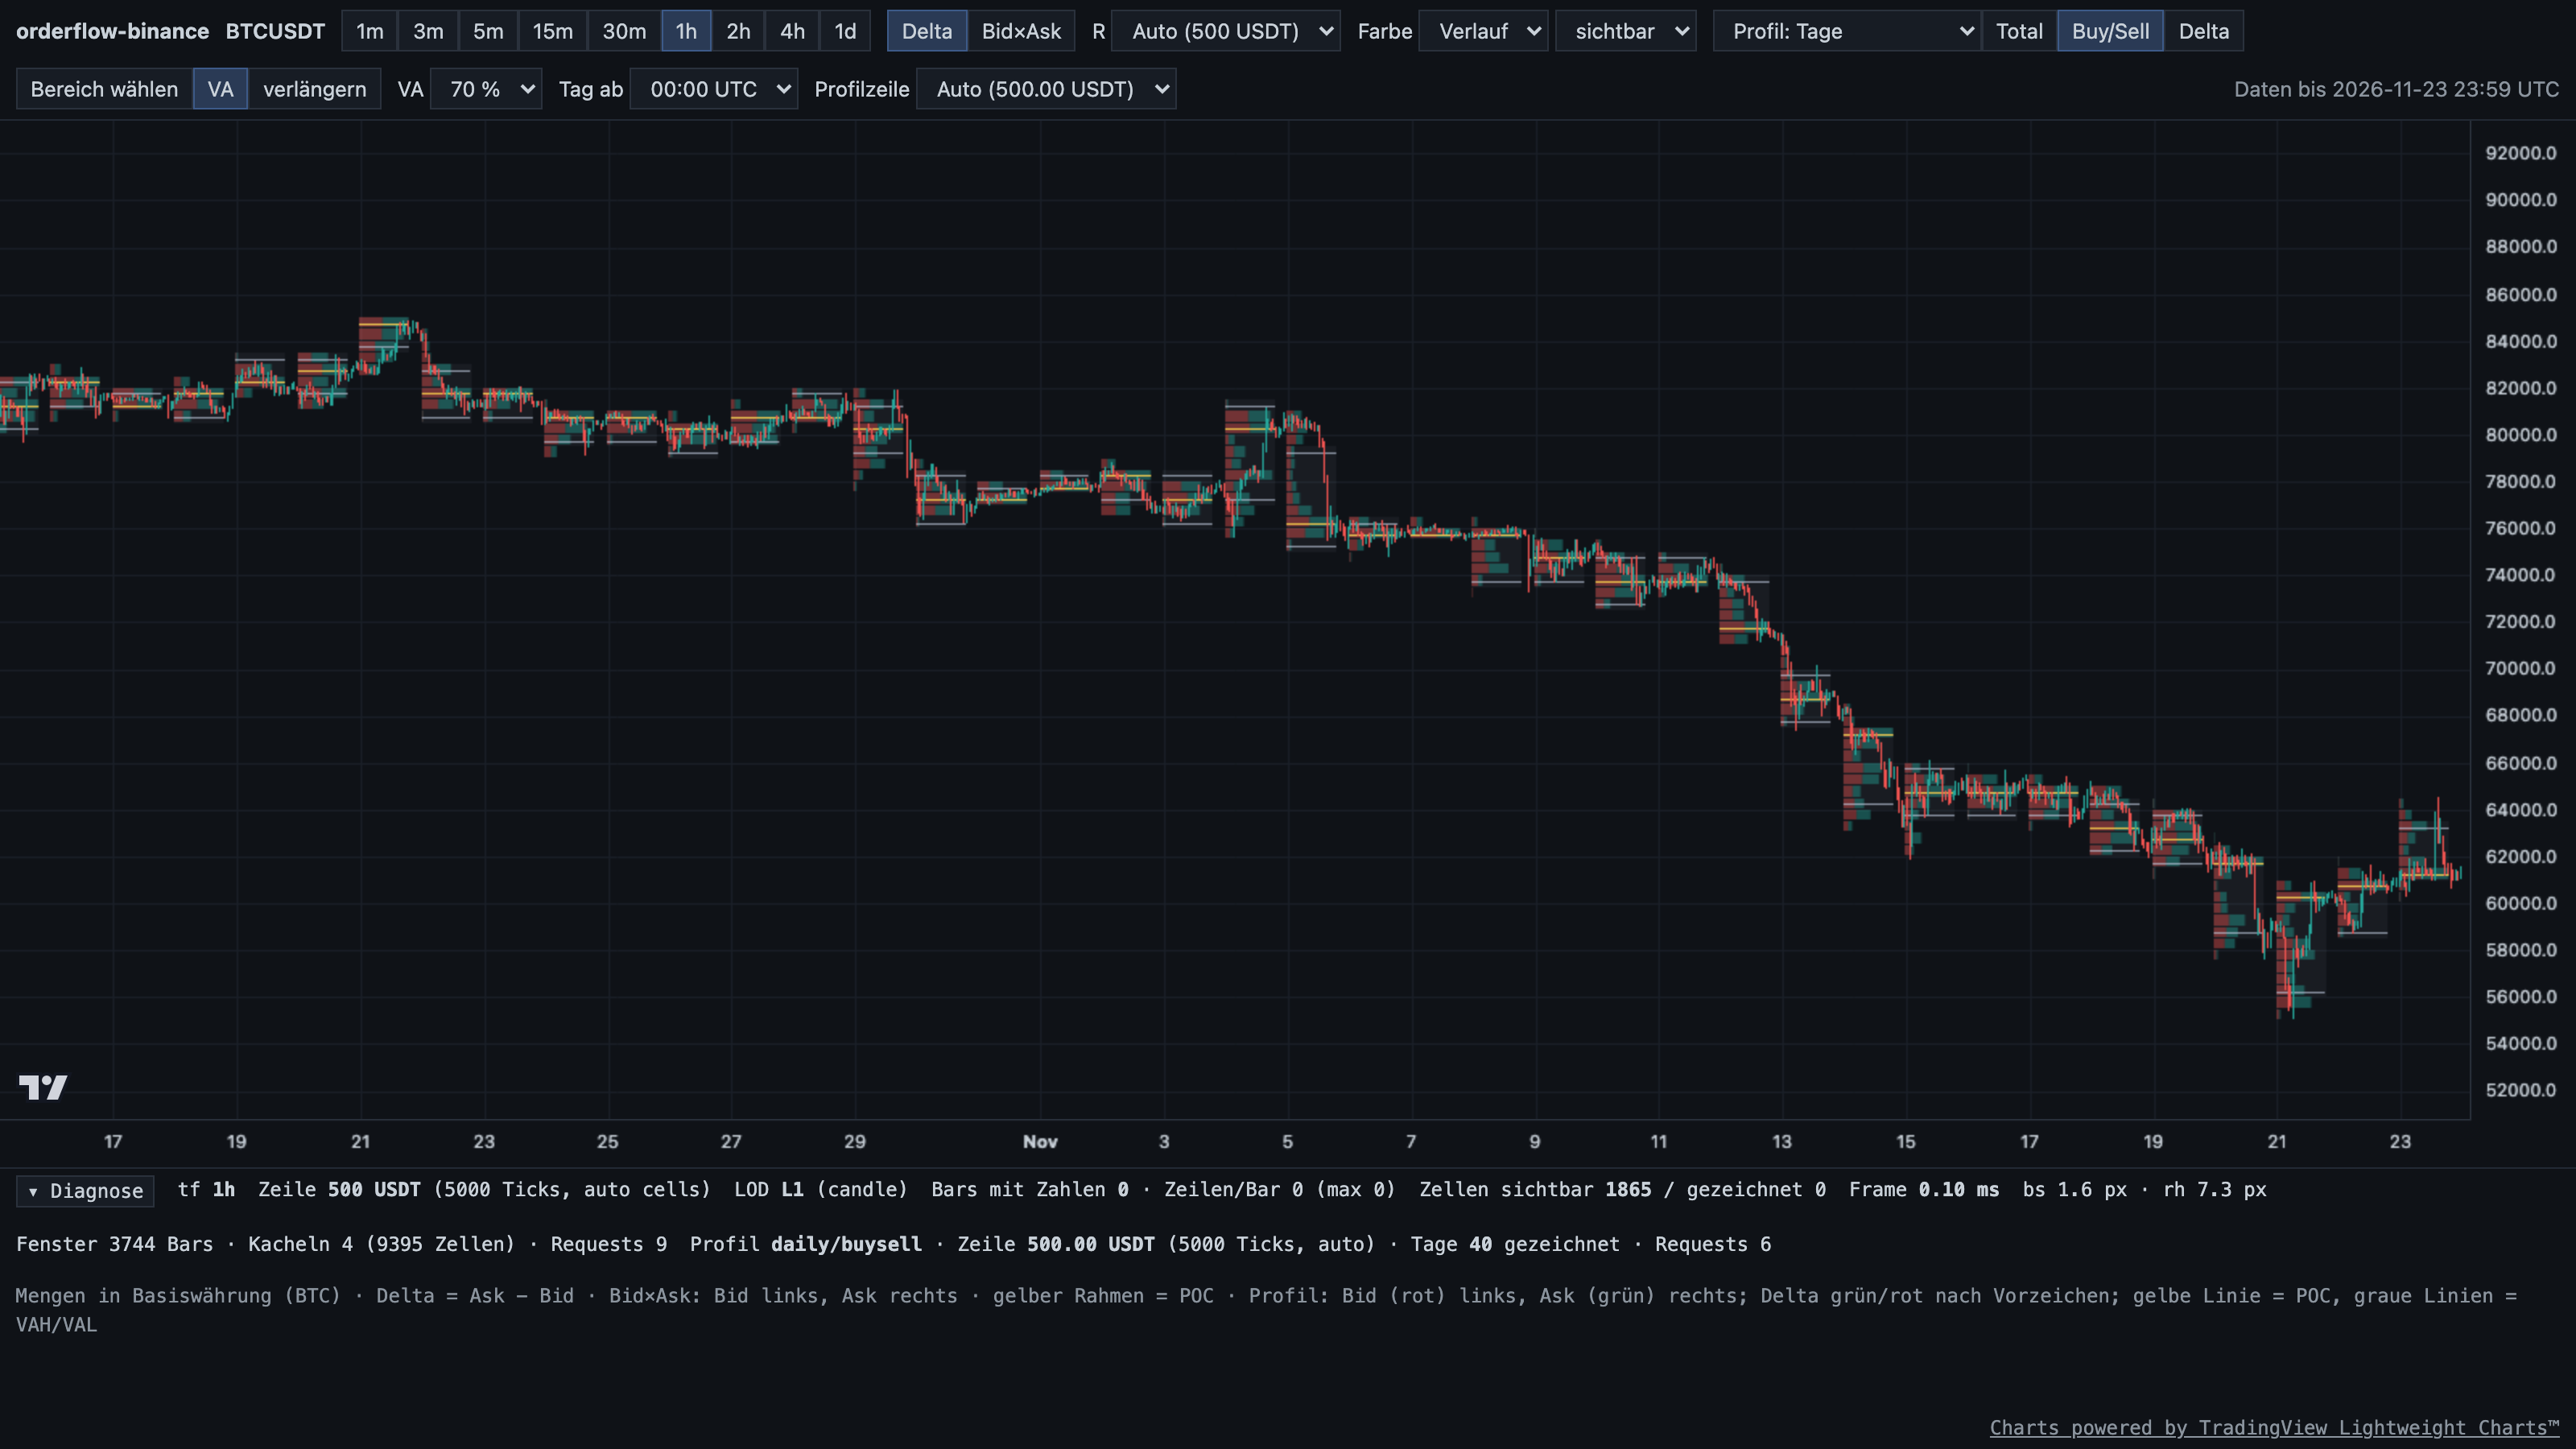 orderflow-binance BTCUSDT 1m 3m 5m 15m 30m 1h 2h 4h 1d Delta Bid×Ask R Auto (500 USDT) Farbe Verlauf sichtbar Profil: Tage Total Buy/Sell Delta
Bereich wählen VA verlängern VA 70 % Tag ab 00:00 UTC Profilzeile Auto (500.00 USDT) Daten bis 2026-11-23 23:59 UTC
92000.0
90000.0
88000.0
86000.0
84000.0
82000.0
80000.0
78000.0
76000.0
74000.0
72000.0
70000.0
68000.0
66000.0
64000.0
62000.0
60000.0
58000.0
56000.0
54000.0
52000.0
17 19 21 23 25 27 29 Nov 3 5 7 9 11 13 15 17 19 21 23
▾ Diagnose tf 1h Zeile 500 USDT (5000 Ticks, auto cells) LOD L1 (candle) Bars mit Zahlen 0 · Zeilen/Bar 0 (max 0) Zellen sichtbar 1865 / gezeichnet 0 Frame 0.10 ms bs 1.6 px · rh 7.3 px
Fenster 3744 Bars · Kacheln 4 (9395 Zellen) · Requests 9 Profil daily/buysell · Zeile 500.00 USDT (5000 Ticks, auto) · Tage 40 gezeichnet · Requests 6
Mengen in Basiswährung (BTC) · Delta = Ask − Bid · Bid×Ask: Bid links, Ask rechts · gelber Rahmen = POC · Profil: Bid (rot) links, Ask (grün) rechts; Delta grün/rot nach Vorzeichen; gelbe Linie = POC, graue Linien =
VAH/VAL
Charts powered by TradingView Lightweight Charts™